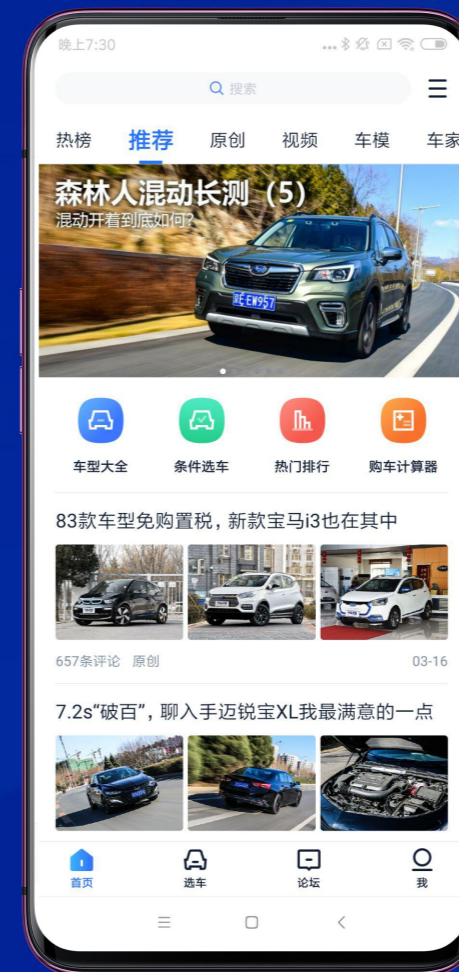 晚上7:30
搜索
热榜 推荐 原创 视频 车模 车家
森林人混动长测（5）
混动开着到底如何？
EW957
车型大全 条件选车 热门排行 购车计算器
83款车型免购置税，新款宝马i3也在其中
657条评论 原创 03-16
7.2s“破百”，聊入手迈锐宝XL我最满意的一点
首页 选车 论坛 我